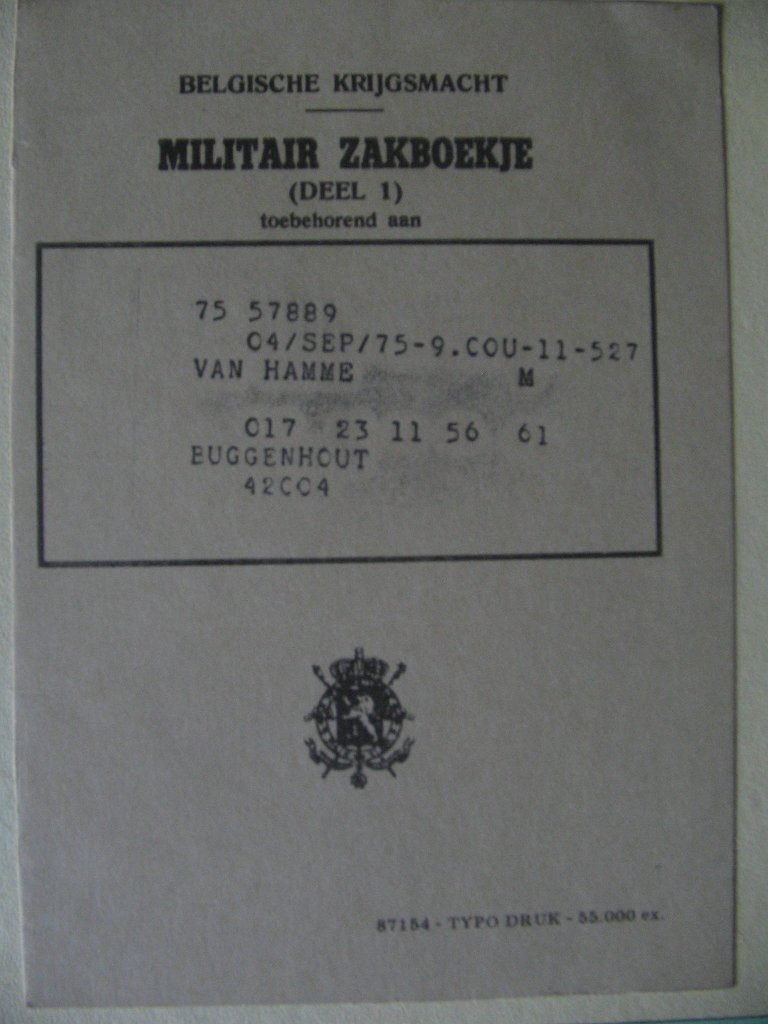 BELGISCHE KRIJGSMACHT
MILITAIR ZAKBOEKJE
(DEEL 1)
toebehorend aan
75 57889
04/SEP/75-9.COU-11-527
VAN HAMME M
017 23 11 56 61
BUGGENHOUT
42C04
87154 - TYPO DRUK - 55.000 ex.